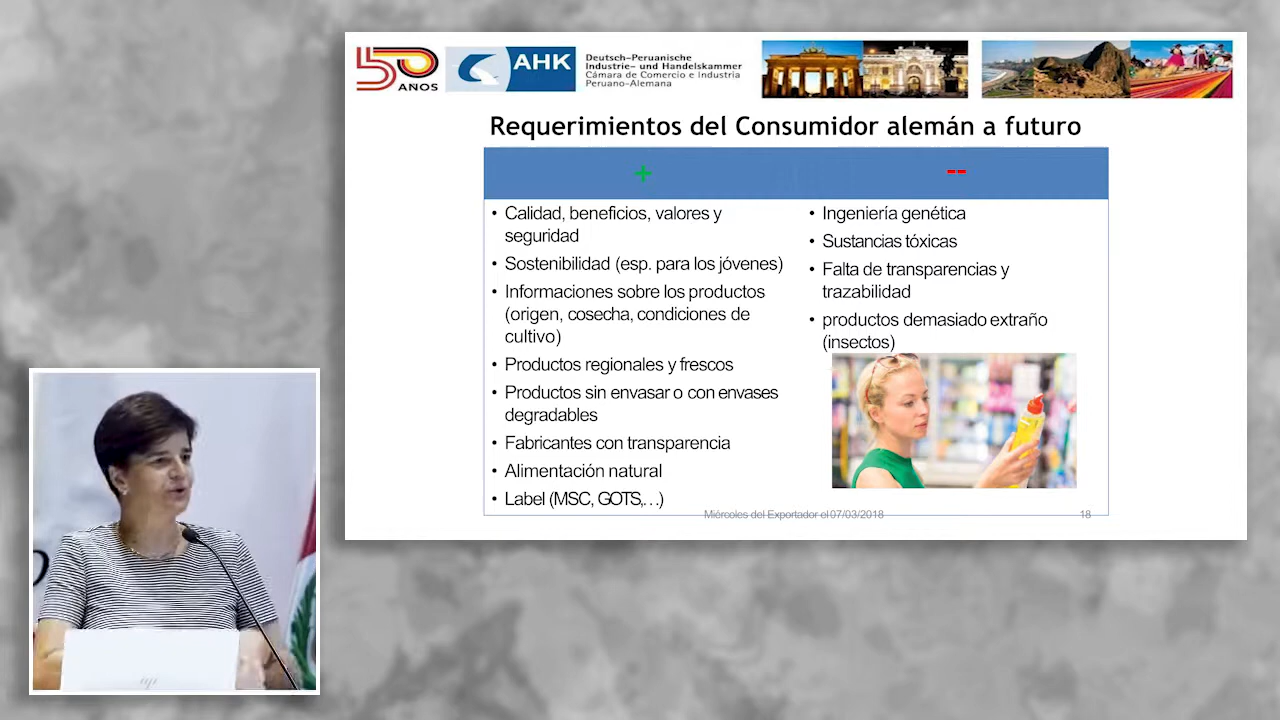 50
AÑOS
AHK
Deutsch-Peruanische
Industrie- und Handelskammer
Cámara de Comercio e Industria
Peruano-Alemana
Requerimientos del Consumidor alemán a futuro
+
--
• Calidad, beneficios, valores y
seguridad
• Sostenibilidad (esp. para los jóvenes)
• Informaciones sobre los productos
(origen, cosecha, condiciones de
cultivo)
• Productos regionales y frescos
• Productos sin envasar o con envases
degradables
• Fabricantes con transparencia
• Alimentación natural
• Label (MSC, GOTS,…)
• Ingeniería genética
• Sustancias tóxicas
• Falta de transparencias y
trazabilidad
• productos demasiado extraño
(insectos)
Miércoles del Exportador el 07/03/2018
18